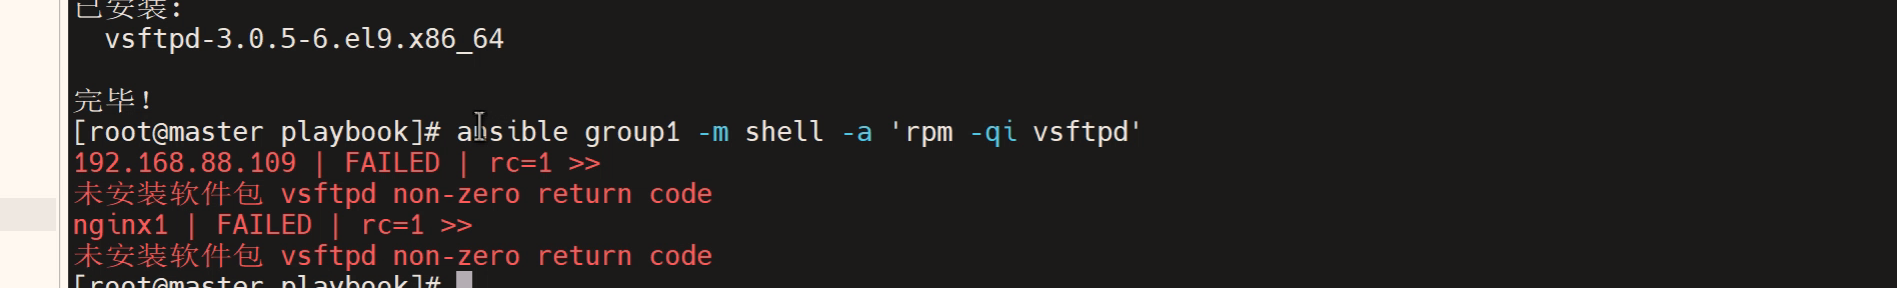 已安装:
  vsftpd-3.0.5-6.el9.x86_64
完毕！
[root@master playbook]# ansible group1 -m shell -a 'rpm -qi vsftpd'
192.168.88.109 | FAILED | rc=1 >>
未安装软件包 vsftpd non-zero return code
nginx1 | FAILED | rc=1 >>
未安装软件包 vsftpd non-zero return code
[root@master playbook]#